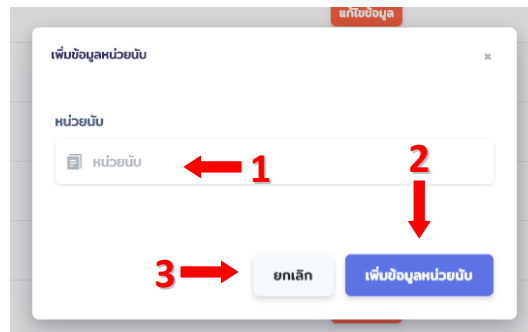 แก้ไขข้อมูล
เพิ่มข้อมูลหน่วยนับ ×
หน่วยนับ
หน่วยนับ 1
2
3 ยกเลิก เพิ่มข้อมูลหน่วยนับ